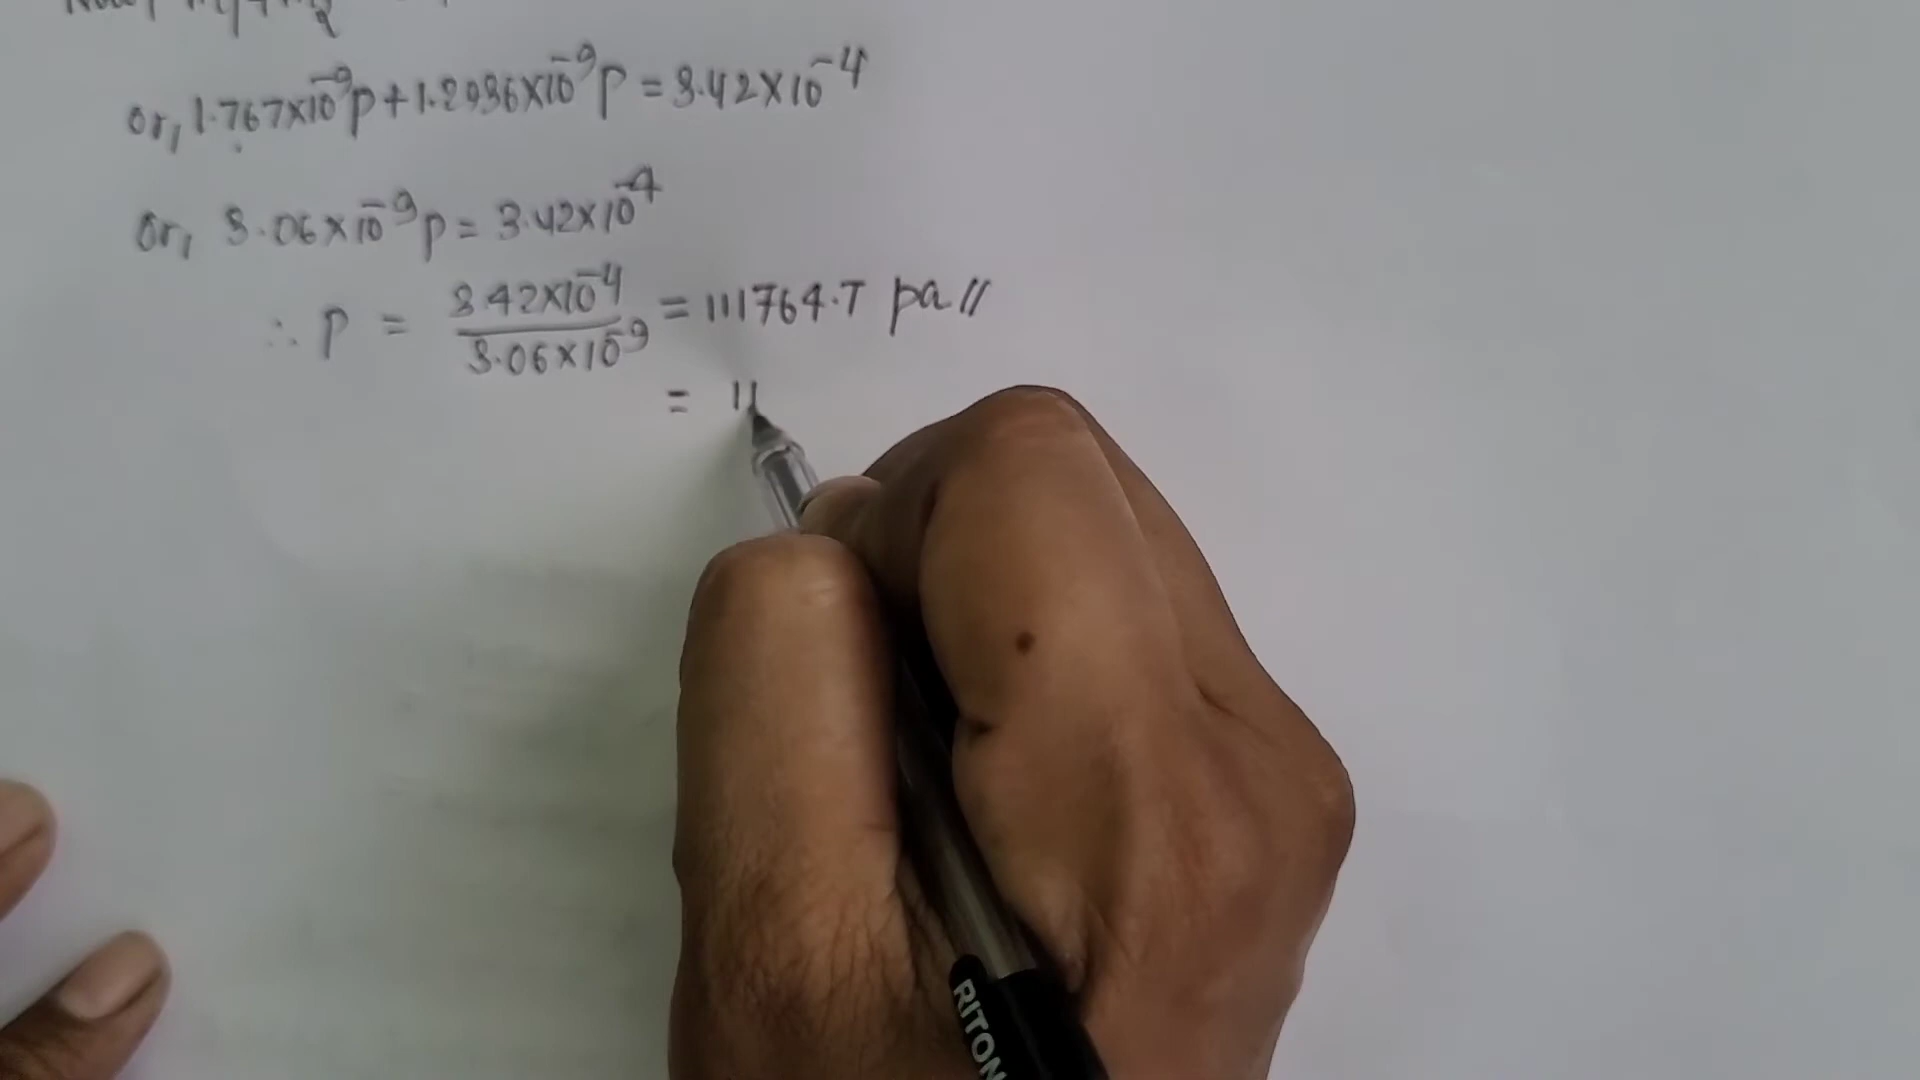 or, 1.767×10⁻⁹p+1.2936×10⁻⁹p = 3.42×10⁻⁴
or, 3.06×10⁻⁹p = 3.42×10⁻⁴
∴ p = 3.42×10⁻⁴ / 3.06×10⁻⁹ = 111764.7 pa //
= 11
RITON